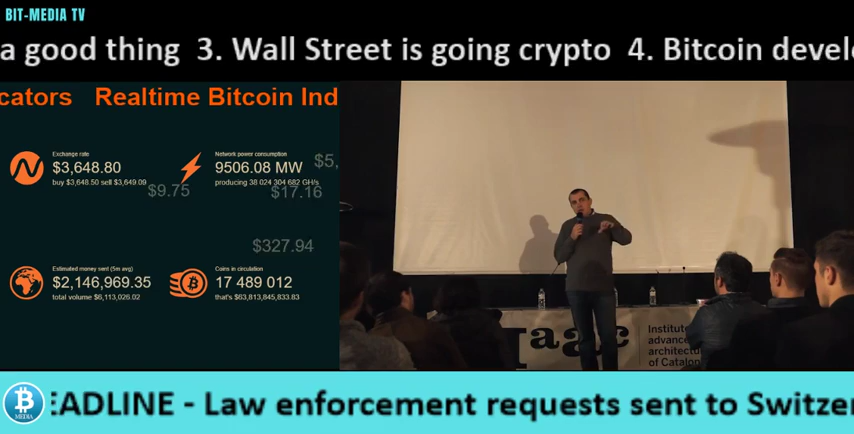 BIT-MEDIA TV
a good thing 3. Wall Street is going crypto 4. Bitcoin develo
cators Realtime Bitcoin Ind
Exchange rate
$3,648.80
buy $3,648.50 sell $3,649.09
Network power consumption
9506.08 MW
producing 38 024 304 682 GH/s
$5,
$9.75
$17.16
$327.94
Estimated money sent (5m avg)
$2,146,969.35
total volume $6,113,026.02
Coins in circulation
17 489 012
that's $63,813,845,833.83
Iaac
Institute
advance
architectu
of Catalon
MEDIA
EADLINE - Law enforcement requests sent to Switzer